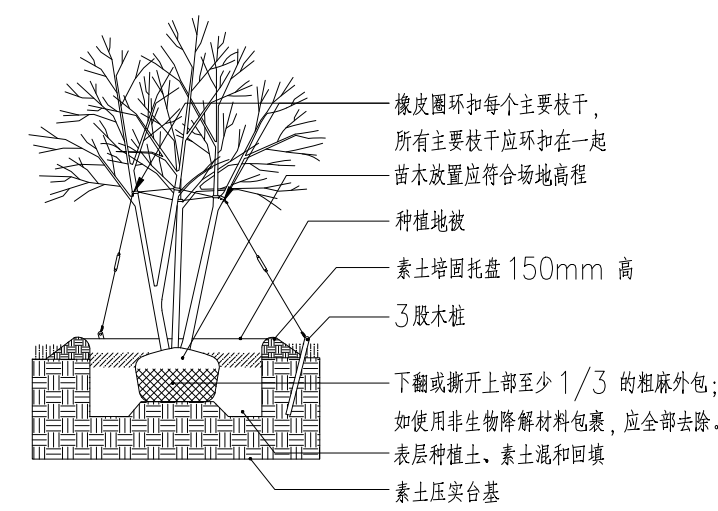 橡皮圈环扣每个主要枝干，
所有主要枝干应环扣在一起
苗木放置应符合场地高程
种植地被
素土培固托盘150mm 高
3股木桩
下翻或撕开上部至少1/3 的粗麻外包；
如使用非生物降解材料包裹，应全部去除。
表层种植土、素土混和回填
素土压实台基